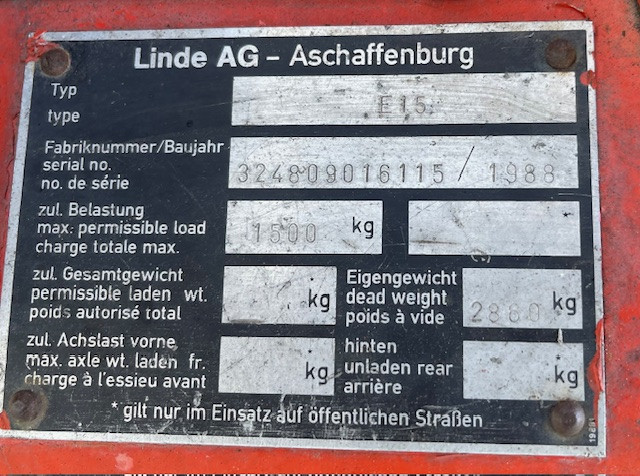 Linde AG – Aschaffenburg
Typ
type
E15
Fabriknummer/Baujahr
serial no.
no. de série
324809016115 / 1988
zul. Belastung
max. permissible load
charge totale max.
1500 kg
zul. Gesamtgewicht
permissible laden wt.
poids autorisé total
kg
Eigengewicht
dead weight
poids à vide
2880 kg
zul. Achslast vorne
max. axle wt. laden fr.
charge à l'essieu avant
kg
hinten
unladen rear
arrière
kg
* gilt nur im Einsatz auf öffentlichen Straßen